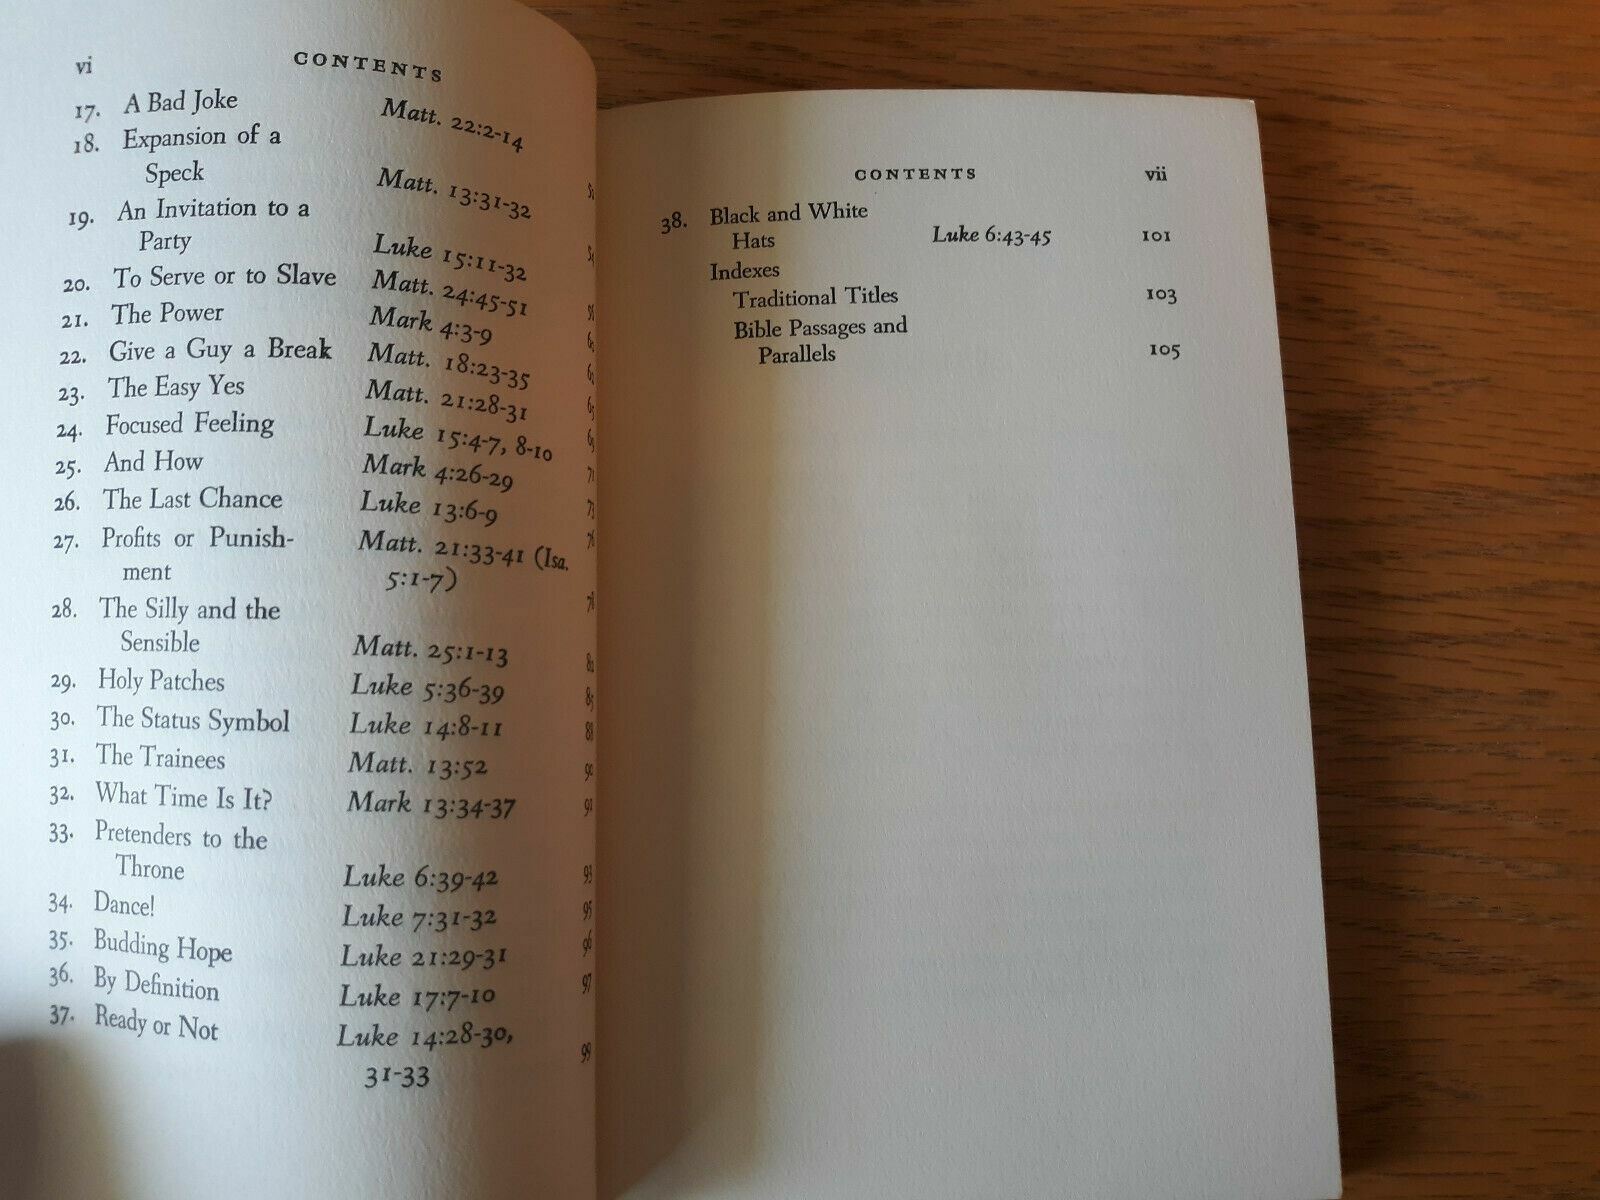 vi CONTENTS
17. A Bad Joke Matt. 22:2-14
18. Expansion of a
Speck Matt. 13:31-32
19. An Invitation to a
Party Luke 15:11-32
20. To Serve or to Slave Matt. 24:45-51
21. The Power Mark 4:3-9
22. Give a Guy a Break Matt. 18:23-35
23. The Easy Yes Matt. 21:28-31
24. Focused Feeling Luke 15:4-7, 8-10
25. And How Mark 4:26-29 71
26. The Last Chance Luke 13:6-9 73
27. Profits or Punish- Matt. 21:33-41 (Isa. 76
ment 5:1-7)
28. The Silly and the 78
Sensible Matt. 25:1-13
29. Holy Patches Luke 5:36-39 85
30. The Status Symbol Luke 14:8-11 88
31. The Trainees Matt. 13:52 90
32. What Time Is It? Mark 13:34-37 91
33. Pretenders to the
Throne Luke 6:39-42 93
34. Dance! Luke 7:31-32 95
35. Budding Hope Luke 21:29-31 96
36. By Definition Luke 17:7-10 97
37. Ready or Not Luke 14:28-30,
31-33 99
CONTENTS vii
38. Black and White
Hats Luke 6:43-45 101
Indexes
Traditional Titles 103
Bible Passages and
Parallels 105